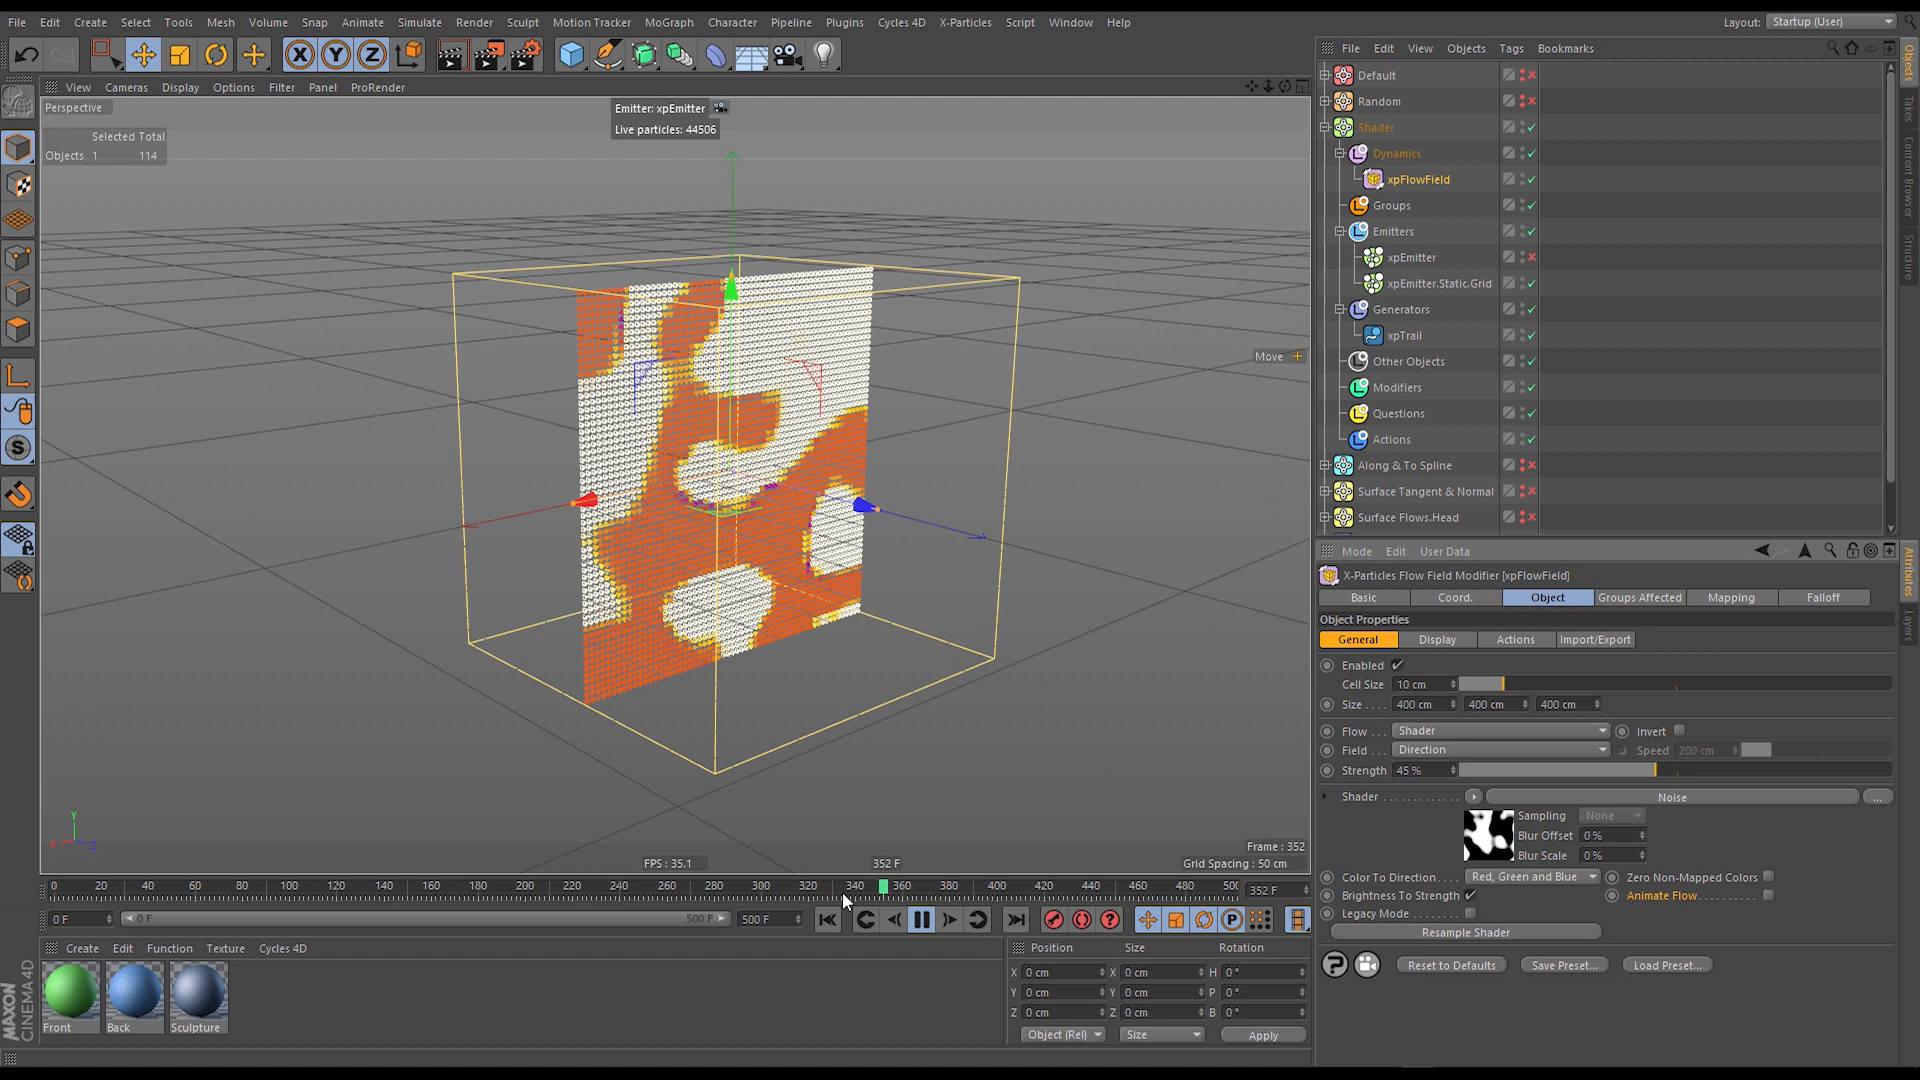 File Edit Create Select Tools Mesh Volume Snap Animate Simulate Render Sculpt Motion Tracker MoGraph Character Pipeline Plugins Cycles 4D X-Particles Script Window Help Layout: Startup (User)
File Edit View Objects Tags Bookmarks
View Cameras Display Options Filter Panel ProRender
Perspective
Emitter: xpEmitter
Live particles: 44506
Selected Total
Objects 1 114
Move
FPS : 35.1
352 F
Frame : 352
Grid Spacing : 50 cm
Default
Random
Shader
Dynamics
xpFlowField
Groups
Emitters
xpEmitter
xpEmitter.Static.Grid
Generators
xpTrail
Other Objects
Modifiers
Questions
Actions
Along & To Spline
Surface Tangent & Normal
Surface Flows.Head
Objects
Takes
Content Browser
Structure
Attributes
Layers
Mode Edit User Data
X-Particles Flow Field Modifier [xpFlowField]
Basic Coord. Object Groups Affected Mapping Falloff
Object Properties
General Display Actions Import/Export
Enabled
Cell Size 10 cm
Size . . . . 400 cm 400 cm 400 cm
Flow . . . Shader Invert
Field . . . Direction Speed 200 cm
Strength 45 %
Shader . . . . . . . . . . . . . Noise ...
Sampling None
Blur Offset 0 %
Blur Scale 0 %
Color To Direction. . . . Red, Green and Blue Zero Non-Mapped Colors
Brightness To Strength Animate Flow. . . . . . . . . .
Legacy Mode . . . . . . . .
Resample Shader
Reset to Defaults Save Preset... Load Preset...
0 20 40 60 80 100 120 140 160 180 200 220 240 260 280 300 320 340 360 380 400 420 440 460 480 500 352 F
0 F 0 F 500 F 500 F
Create Edit Function Texture Cycles 4D
Front Back Sculpture
MAXON CINEMA 4D
Position Size Rotation
X 0 cm X 0 cm H 0 °
Y 0 cm Y 0 cm P 0 °
Z 0 cm Z 0 cm B 0 °
Object (Rel) Size Apply
X Y Z
Y
X Z